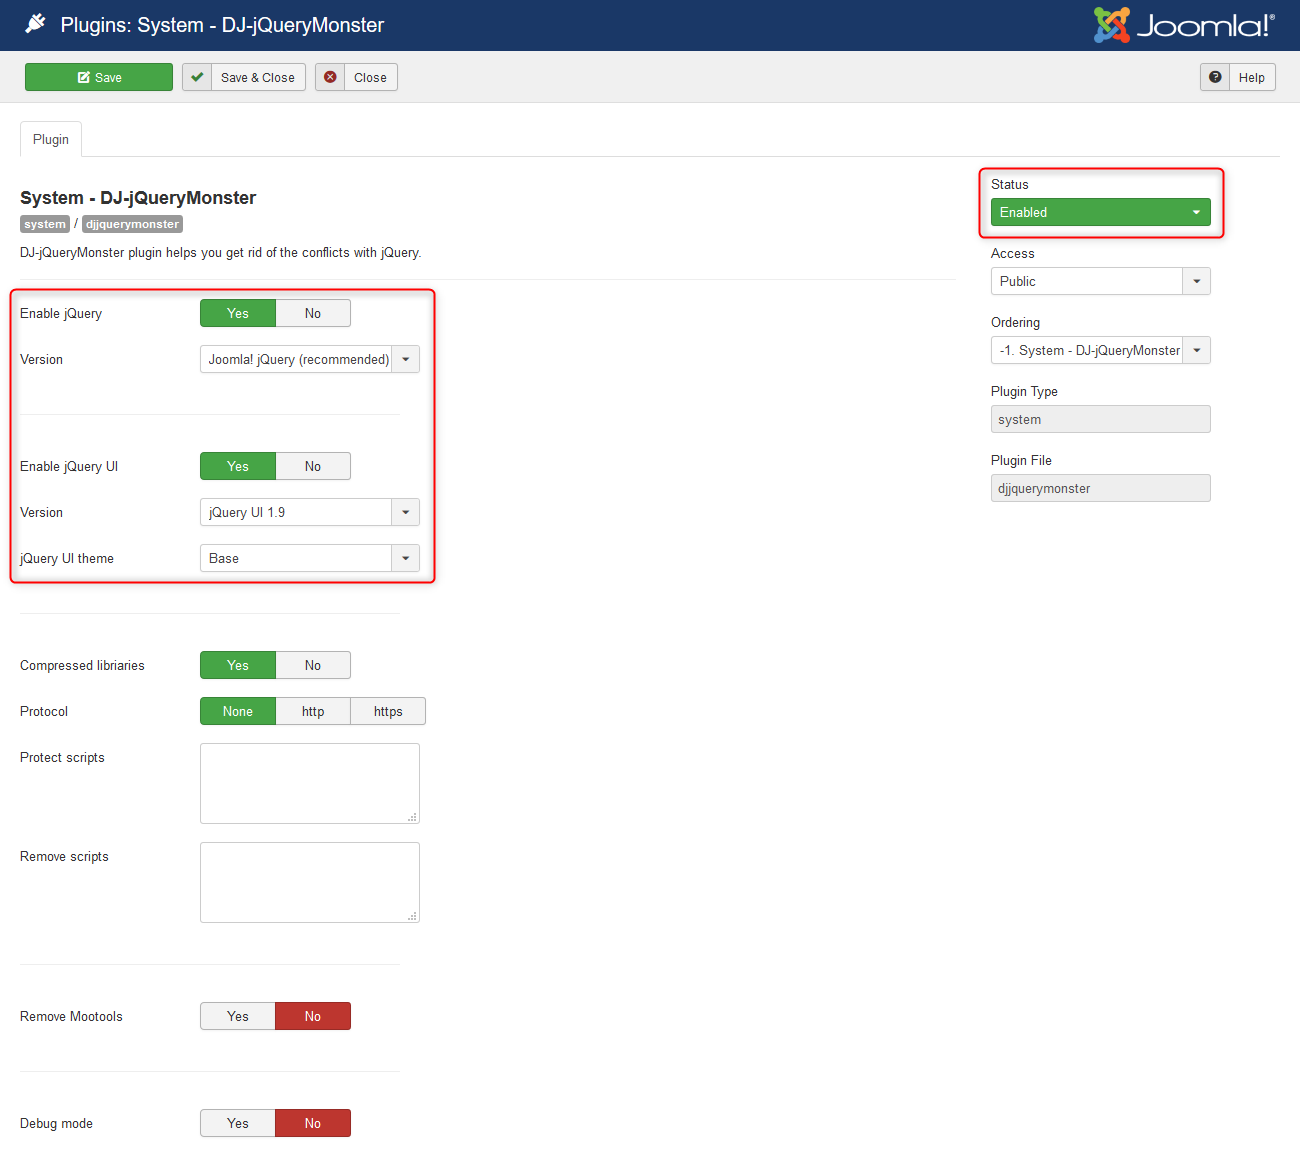 Plugins: System - DJ-jQueryMonster
Joomla!®
Save
Save & Close
Close
Help
Plugin
System - DJ-jQueryMonster
system / djjquerymonster
DJ-jQueryMonster plugin helps you get rid of the conflicts with jQuery.
Enable jQuery
Yes
No
Version
Joomla! jQuery (recommended)
Enable jQuery UI
Yes
No
Version
jQuery UI 1.9
jQuery UI theme
Base
Compressed libriaries
Yes
No
Protocol
None
http
https
Protect scripts
Remove scripts
Remove Mootools
Yes
No
Debug mode
Yes
No
Status
Enabled
Access
Public
Ordering
-1. System - DJ-jQueryMonster
Plugin Type
system
Plugin File
djjquerymonster